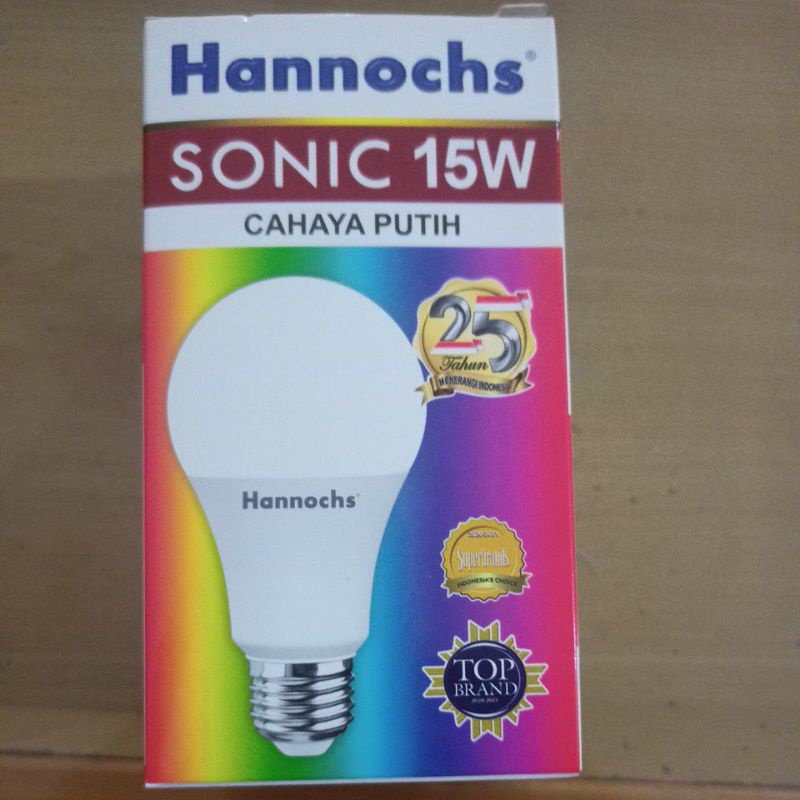 Hannochs®
SONIC 15W
CAHAYA PUTIH
25
Tahun
MENERANGI INDONESIA
Hannochs
Superbrands
INDONESIA'S CHOICE
TOP
BRAND